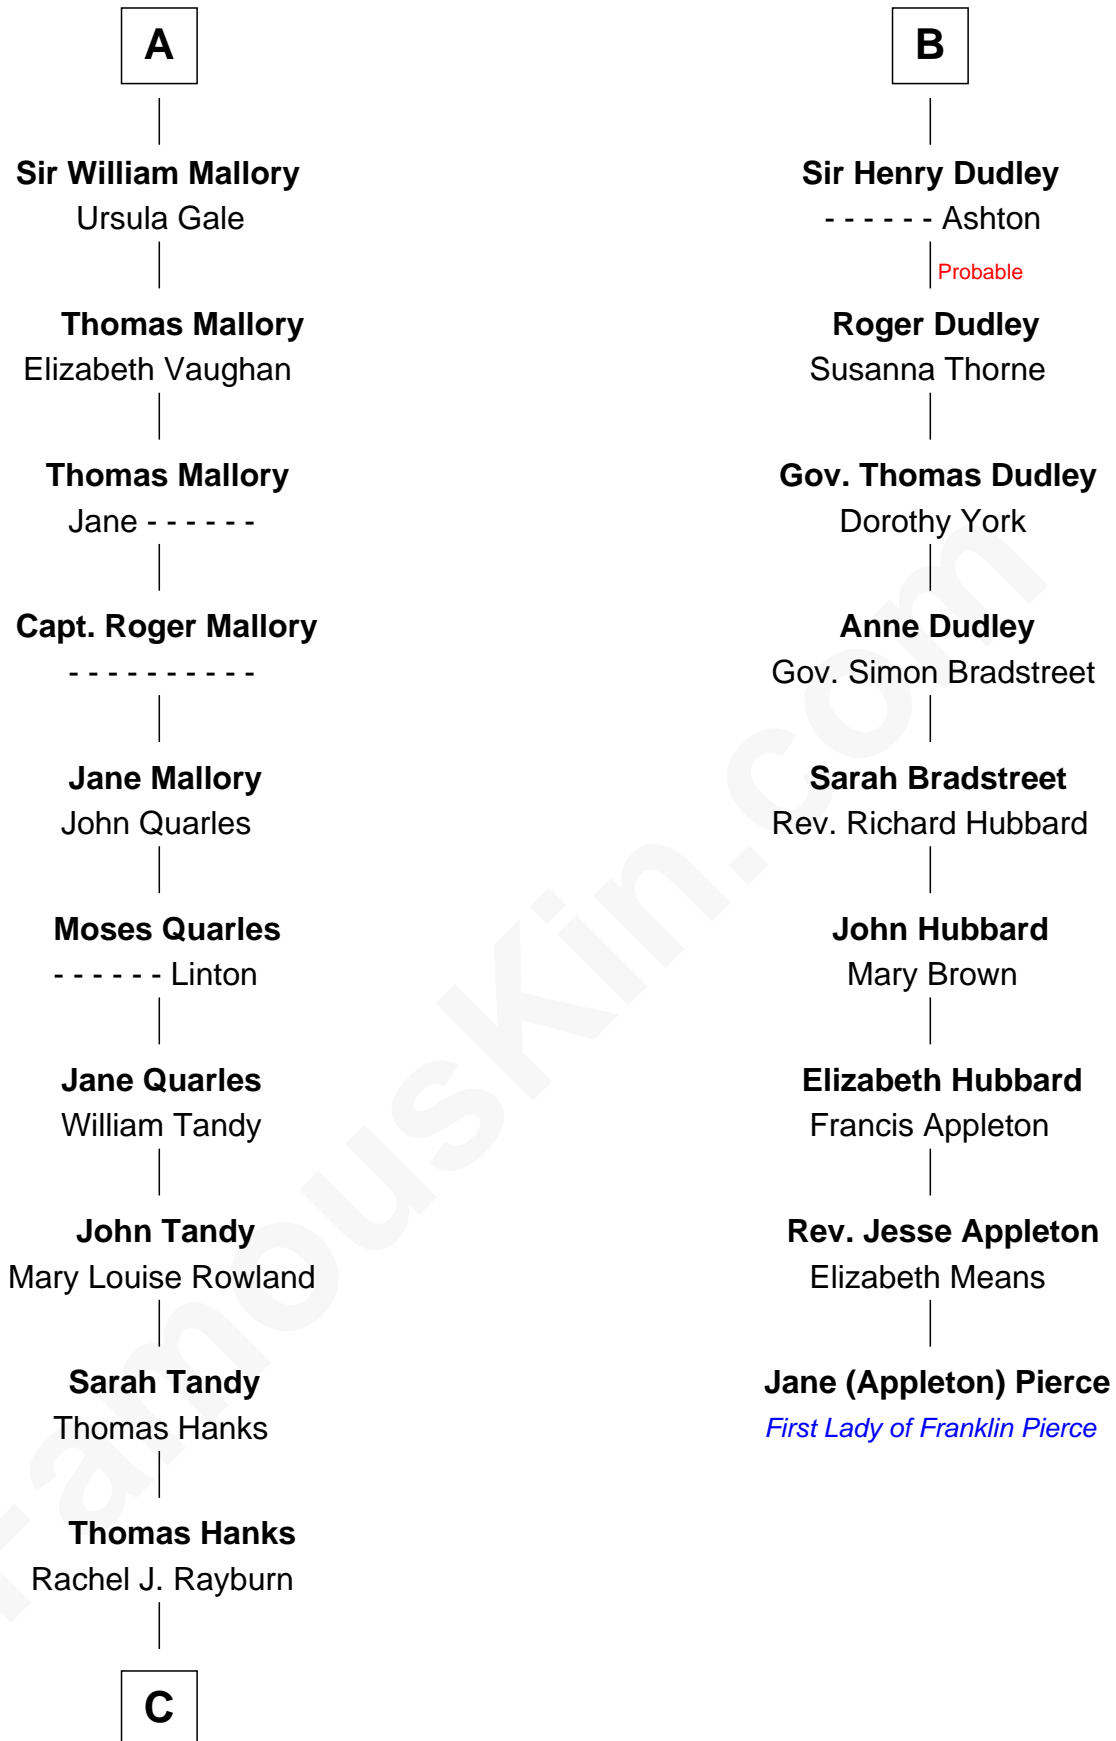 A
Sir William Mallory
Ursula Gale
Thomas Mallory
Elizabeth Vaughan
Thomas Mallory
Jane - - - - - -
Capt. Roger Mallory
- - - - - - - - - -
Jane Mallory
John Quarles
Moses Quarles
- - - - - - Linton
Jane Quarles
William Tandy
John Tandy
Mary Louise Rowland
Sarah Tandy
Thomas Hanks
Thomas Hanks
Rachel J. Rayburn
C
B
Sir Henry Dudley
- - - - - - Ashton
Probable
Roger Dudley
Susanna Thorne
Gov. Thomas Dudley
Dorothy York
Anne Dudley
Gov. Simon Bradstreet
Sarah Bradstreet
Rev. Richard Hubbard
John Hubbard
Mary Brown
Elizabeth Hubbard
Francis Appleton
Rev. Jesse Appleton
Elizabeth Means
Jane (Appleton) Pierce
First Lady of Franklin Pierce
FamousKin.com